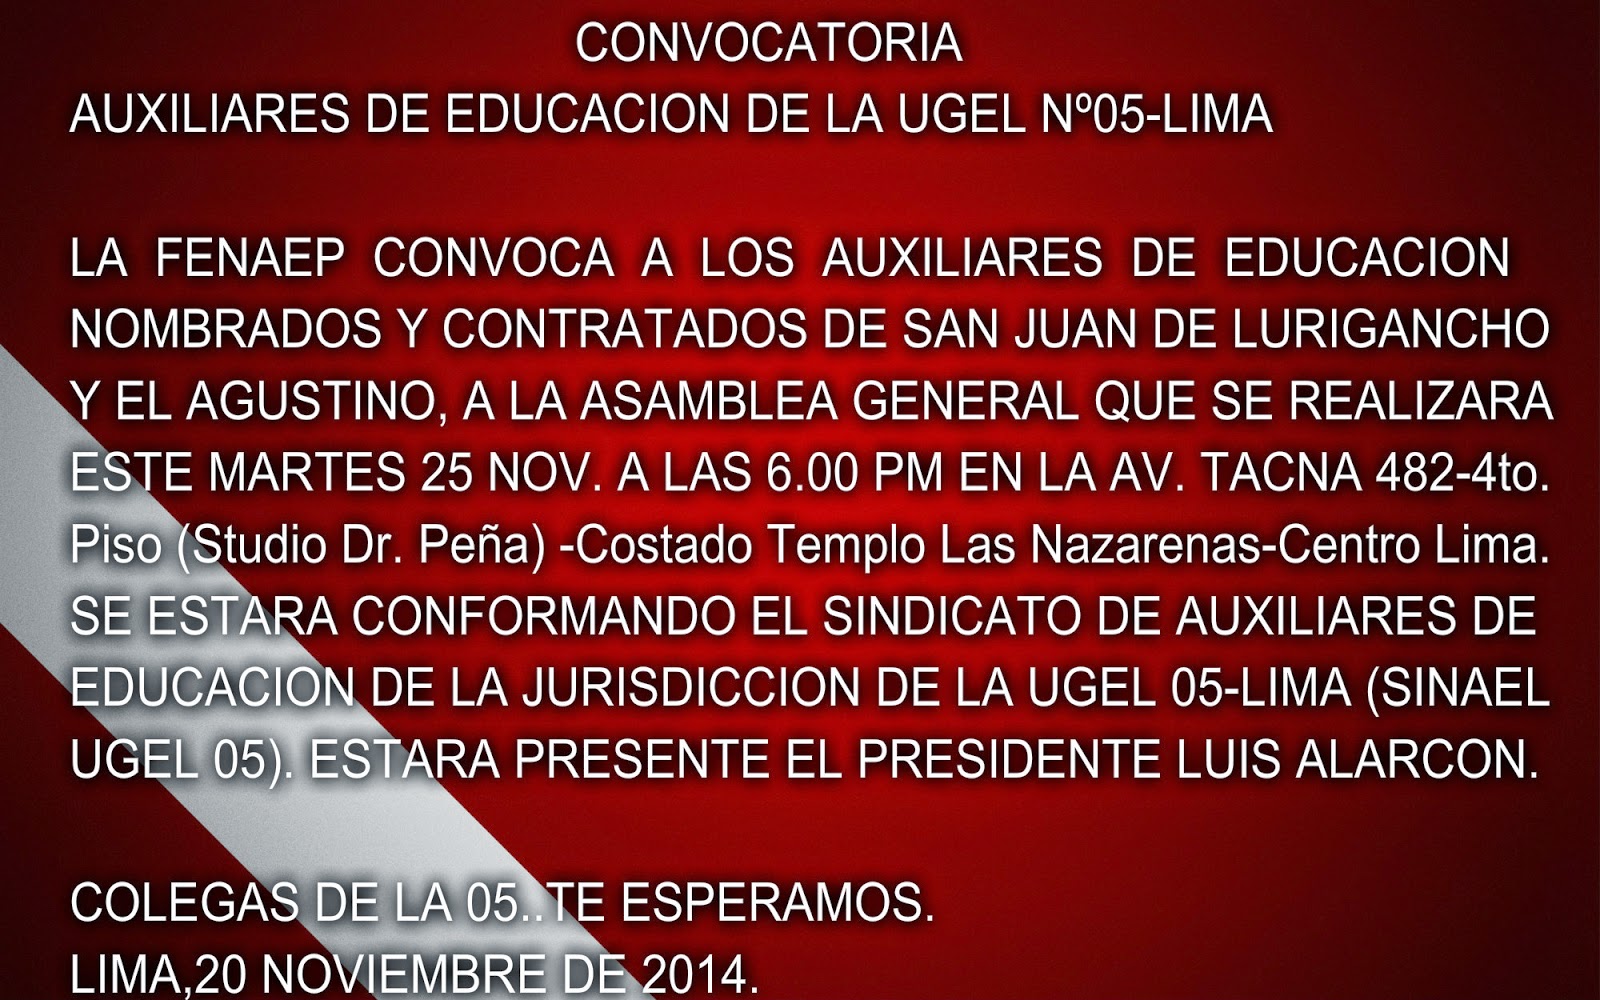 CONVOCATORIA
AUXILIARES DE EDUCACION DE LA UGEL Nº05-LIMA
LA FENAEP CONVOCA A LOS AUXILIARES DE EDUCACION
NOMBRADOS Y CONTRATADOS DE SAN JUAN DE LURIGANCHO
Y EL AGUSTINO, A LA ASAMBLEA GENERAL QUE SE REALIZARA
ESTE MARTES 25 NOV. A LAS 6.00 PM EN LA AV. TACNA 482-4to.
Piso (Studio Dr. Peña) -Costado Templo Las Nazarenas-Centro Lima.
SE ESTARA CONFORMANDO EL SINDICATO DE AUXILIARES DE
EDUCACION DE LA JURISDICCION DE LA UGEL 05-LIMA (SINAEL
UGEL 05). ESTARA PRESENTE EL PRESIDENTE LUIS ALARCON.
COLEGAS DE LA 05..TE ESPERAMOS.
LIMA,20 NOVIEMBRE DE 2014.